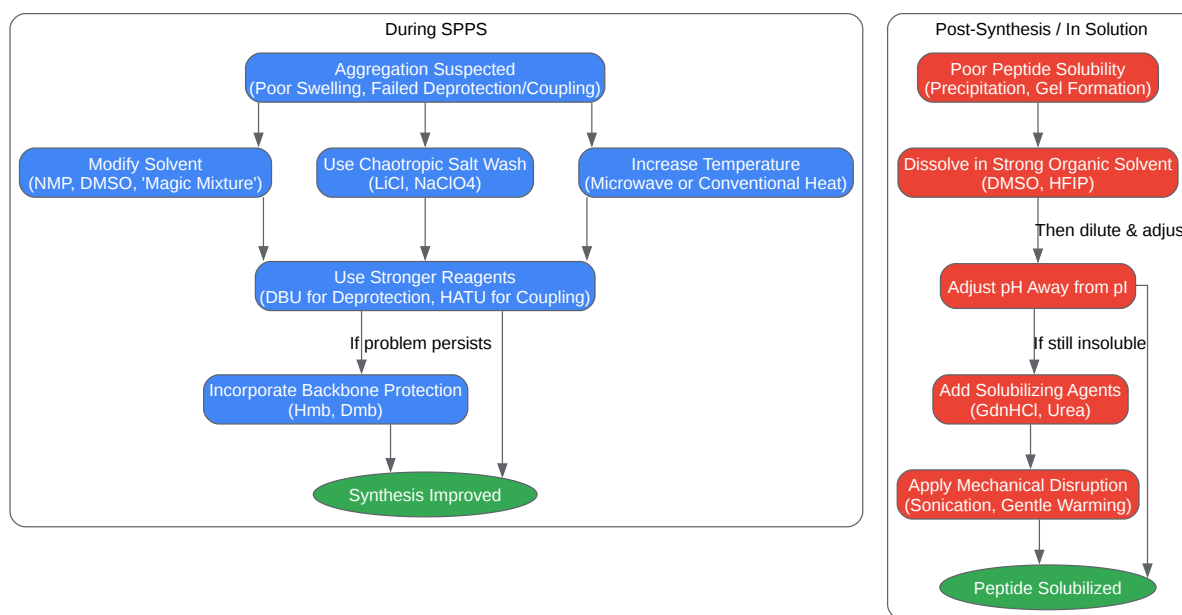 During SPPS
Aggregation Suspected
(Poor Swelling, Failed Deprotection/Coupling)
Modify Solvent
(NMP, DMSO, 'Magic Mixture')
Use Chaotropic Salt Wash
(LiCl, NaClO4)
Increase Temperature
(Microwave or Conventional Heat)
Use Stronger Reagents
(DBU for Deprotection, HATU for Coupling)
If problem persists
Incorporate Backbone Protection
(Hmb, Dmb)
Synthesis Improved
Post-Synthesis / In Solution
Poor Peptide Solubility
(Precipitation, Gel Formation)
Dissolve in Strong Organic Solvent
(DMSO, HFIP)
Then dilute & adjust
Adjust pH Away from pI
If still insoluble
Add Solubilizing Agents
(GdnHCl, Urea)
Apply Mechanical Disruption
(Sonication, Gentle Warming)
Peptide Solubilized